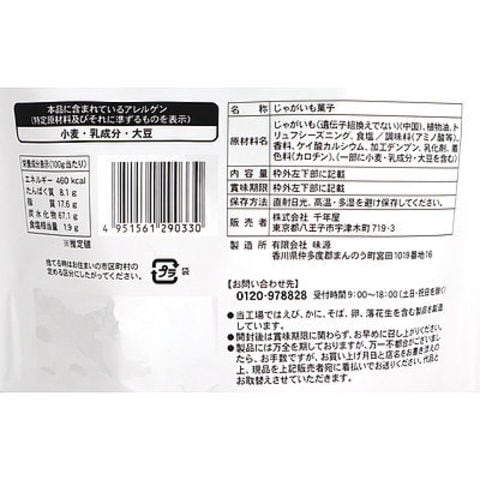 本品に含まれているアレルゲン
(特定原材料及びそれに準ずるものを表示)
小麦・乳成分・大豆
栄養成分表示(100g当たり)
エネルギー 460kcal
たんぱく質 8.1g
脂質 17.6g
炭水化物 67.1g
食塩相当量 1.9g
※推定値
4 951561 290330
捨てる時はお住まいの市区町村の
定める区分にしたがってください。
プラ
袋
名称 じゃがいも菓子
原材料名 じゃがいも(遺伝子組換えでない)(中国)、植物油、ト
リュフシーズニング、食塩／調味料(アミノ酸等)、
香料、ケイ酸カルシウム、加工デンプン、乳化剤、着
色料(カロチン)、(一部に小麦・乳成分・大豆を含む)
内容量 枠外左下部に記載
賞味期限 枠外左下部に記載
保存方法 直射日光、高温・多湿を避け保存してください。
販売者 株式会社 千年屋
東京都八王子市宇津木町719-3
製造所 有限会社 味源
香川県仲多度郡まんのう町宮田1019番地16
お問い合わせ先
0120-978828 受付時間 9:00〜18:00(土日・祝日を除く)
●当工場ではえび、かに、そば、卵、落花生を含む製品を製造
しています。
●開封後は賞味期限に関わらず、お早めに召し上がりください。
●製品には万全を期しておりますが、万一不都合がございまし
たら、お手数ですが、お買い上げ月日と店名をお書き添えの
上、現品を上記販売者宛に着払いでお送りください。代品と
お取替えさせていただきます。